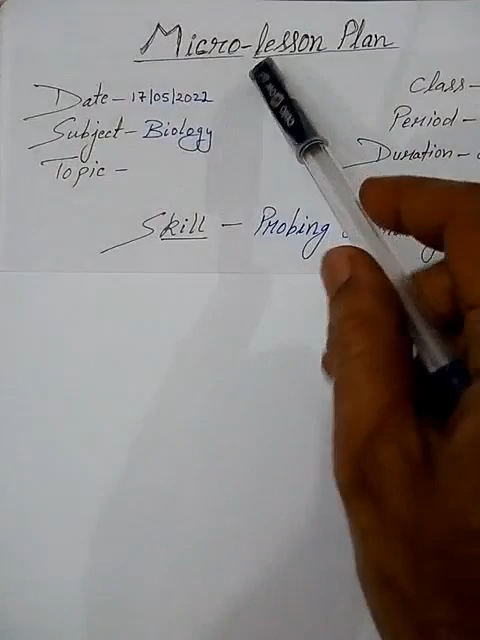 Micro-lesson Plan
Date - 17/05/2022
Class -
Subject - Biology
Period -
Topic -
Duration -
Skill - Probing